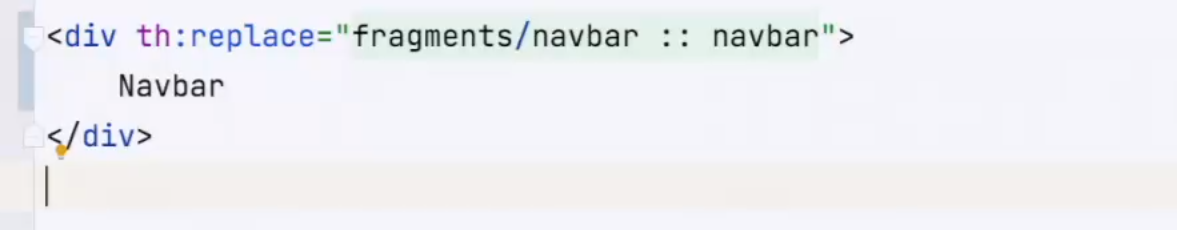 <div th:replace="fragments/navbar :: navbar">
Navbar
</div>